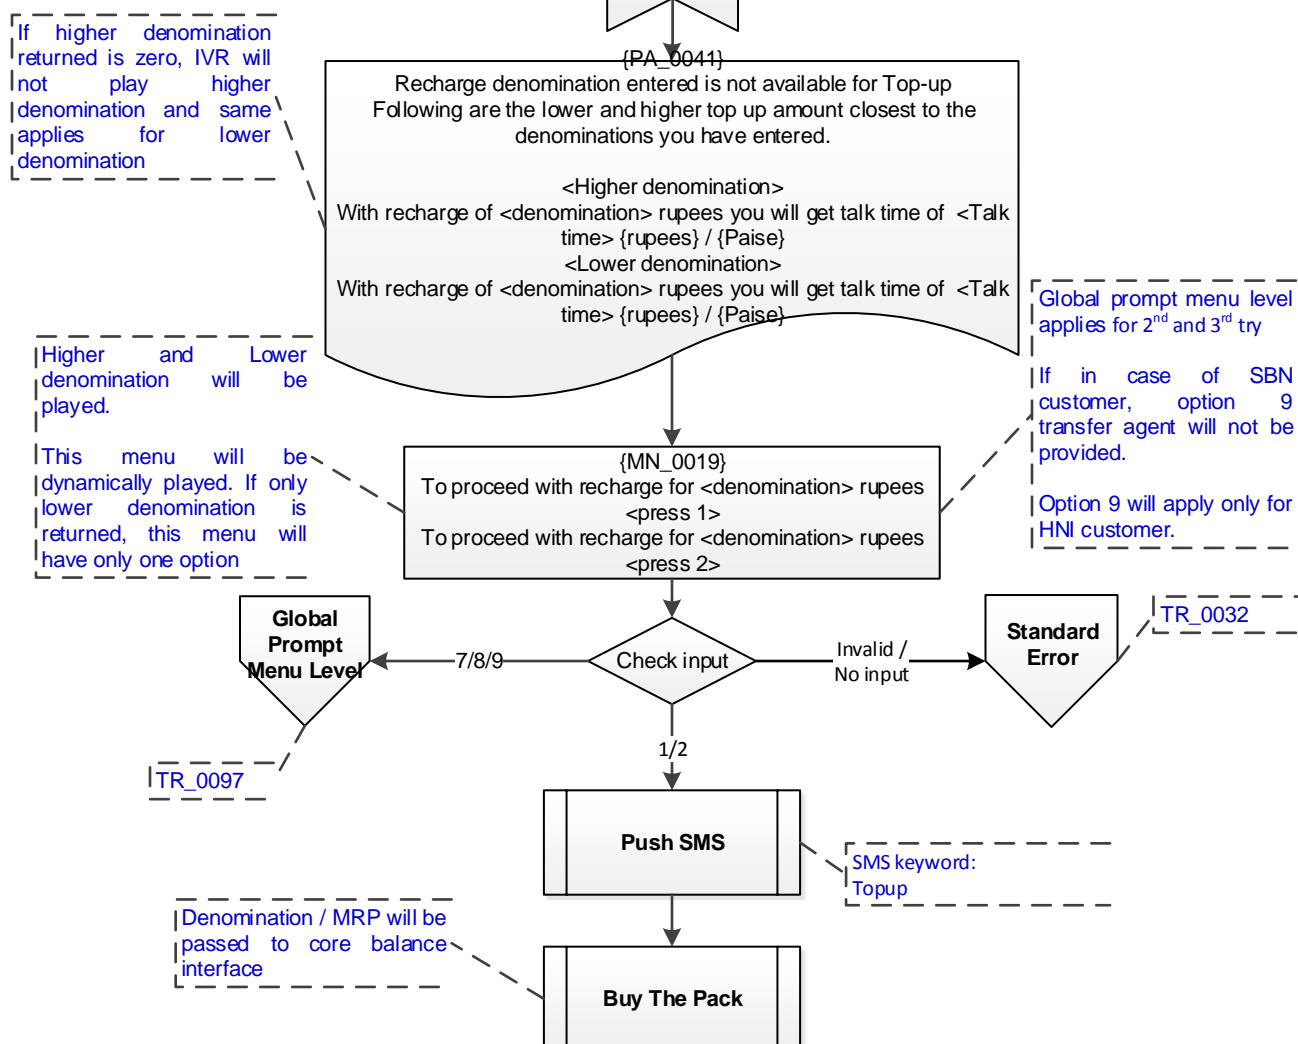 If higher denomination
returned is zero, IVR will
not play higher
denomination and same
applies for lower
denomination
{PA_0041}
Recharge denomination entered is not available for Top-up
Following are the lower and higher top up amount closest to the
denominations you have entered.
<Higher denomination>
With recharge of <denomination> rupees you will get talk time of <Talk
time> {rupees} / {Paise}
<Lower denomination>
With recharge of <denomination> rupees you will get talk time of <Talk
time> {rupees} / {Paise}
Global prompt menu level
applies for 2nd and 3rd try
If in case of SBN
customer, option 9
transfer agent will not be
provided.
Option 9 will apply only for
HNI customer.
Higher and Lower
denomination will be
played.
This menu will be
dynamically played. If only
lower denomination is
returned, this menu will
have only one option
{MN_0019}
To proceed with recharge for <denomination> rupees
<press 1>
To proceed with recharge for <denomination> rupees
<press 2>
Global
Prompt
Menu Level
7/8/9
Check input
Invalid /
No input
Standard
Error
TR_0032
TR_0097
1/2
Push SMS
SMS keyword:
Topup
Denomination / MRP will be
passed to core balance
interface
Buy The Pack